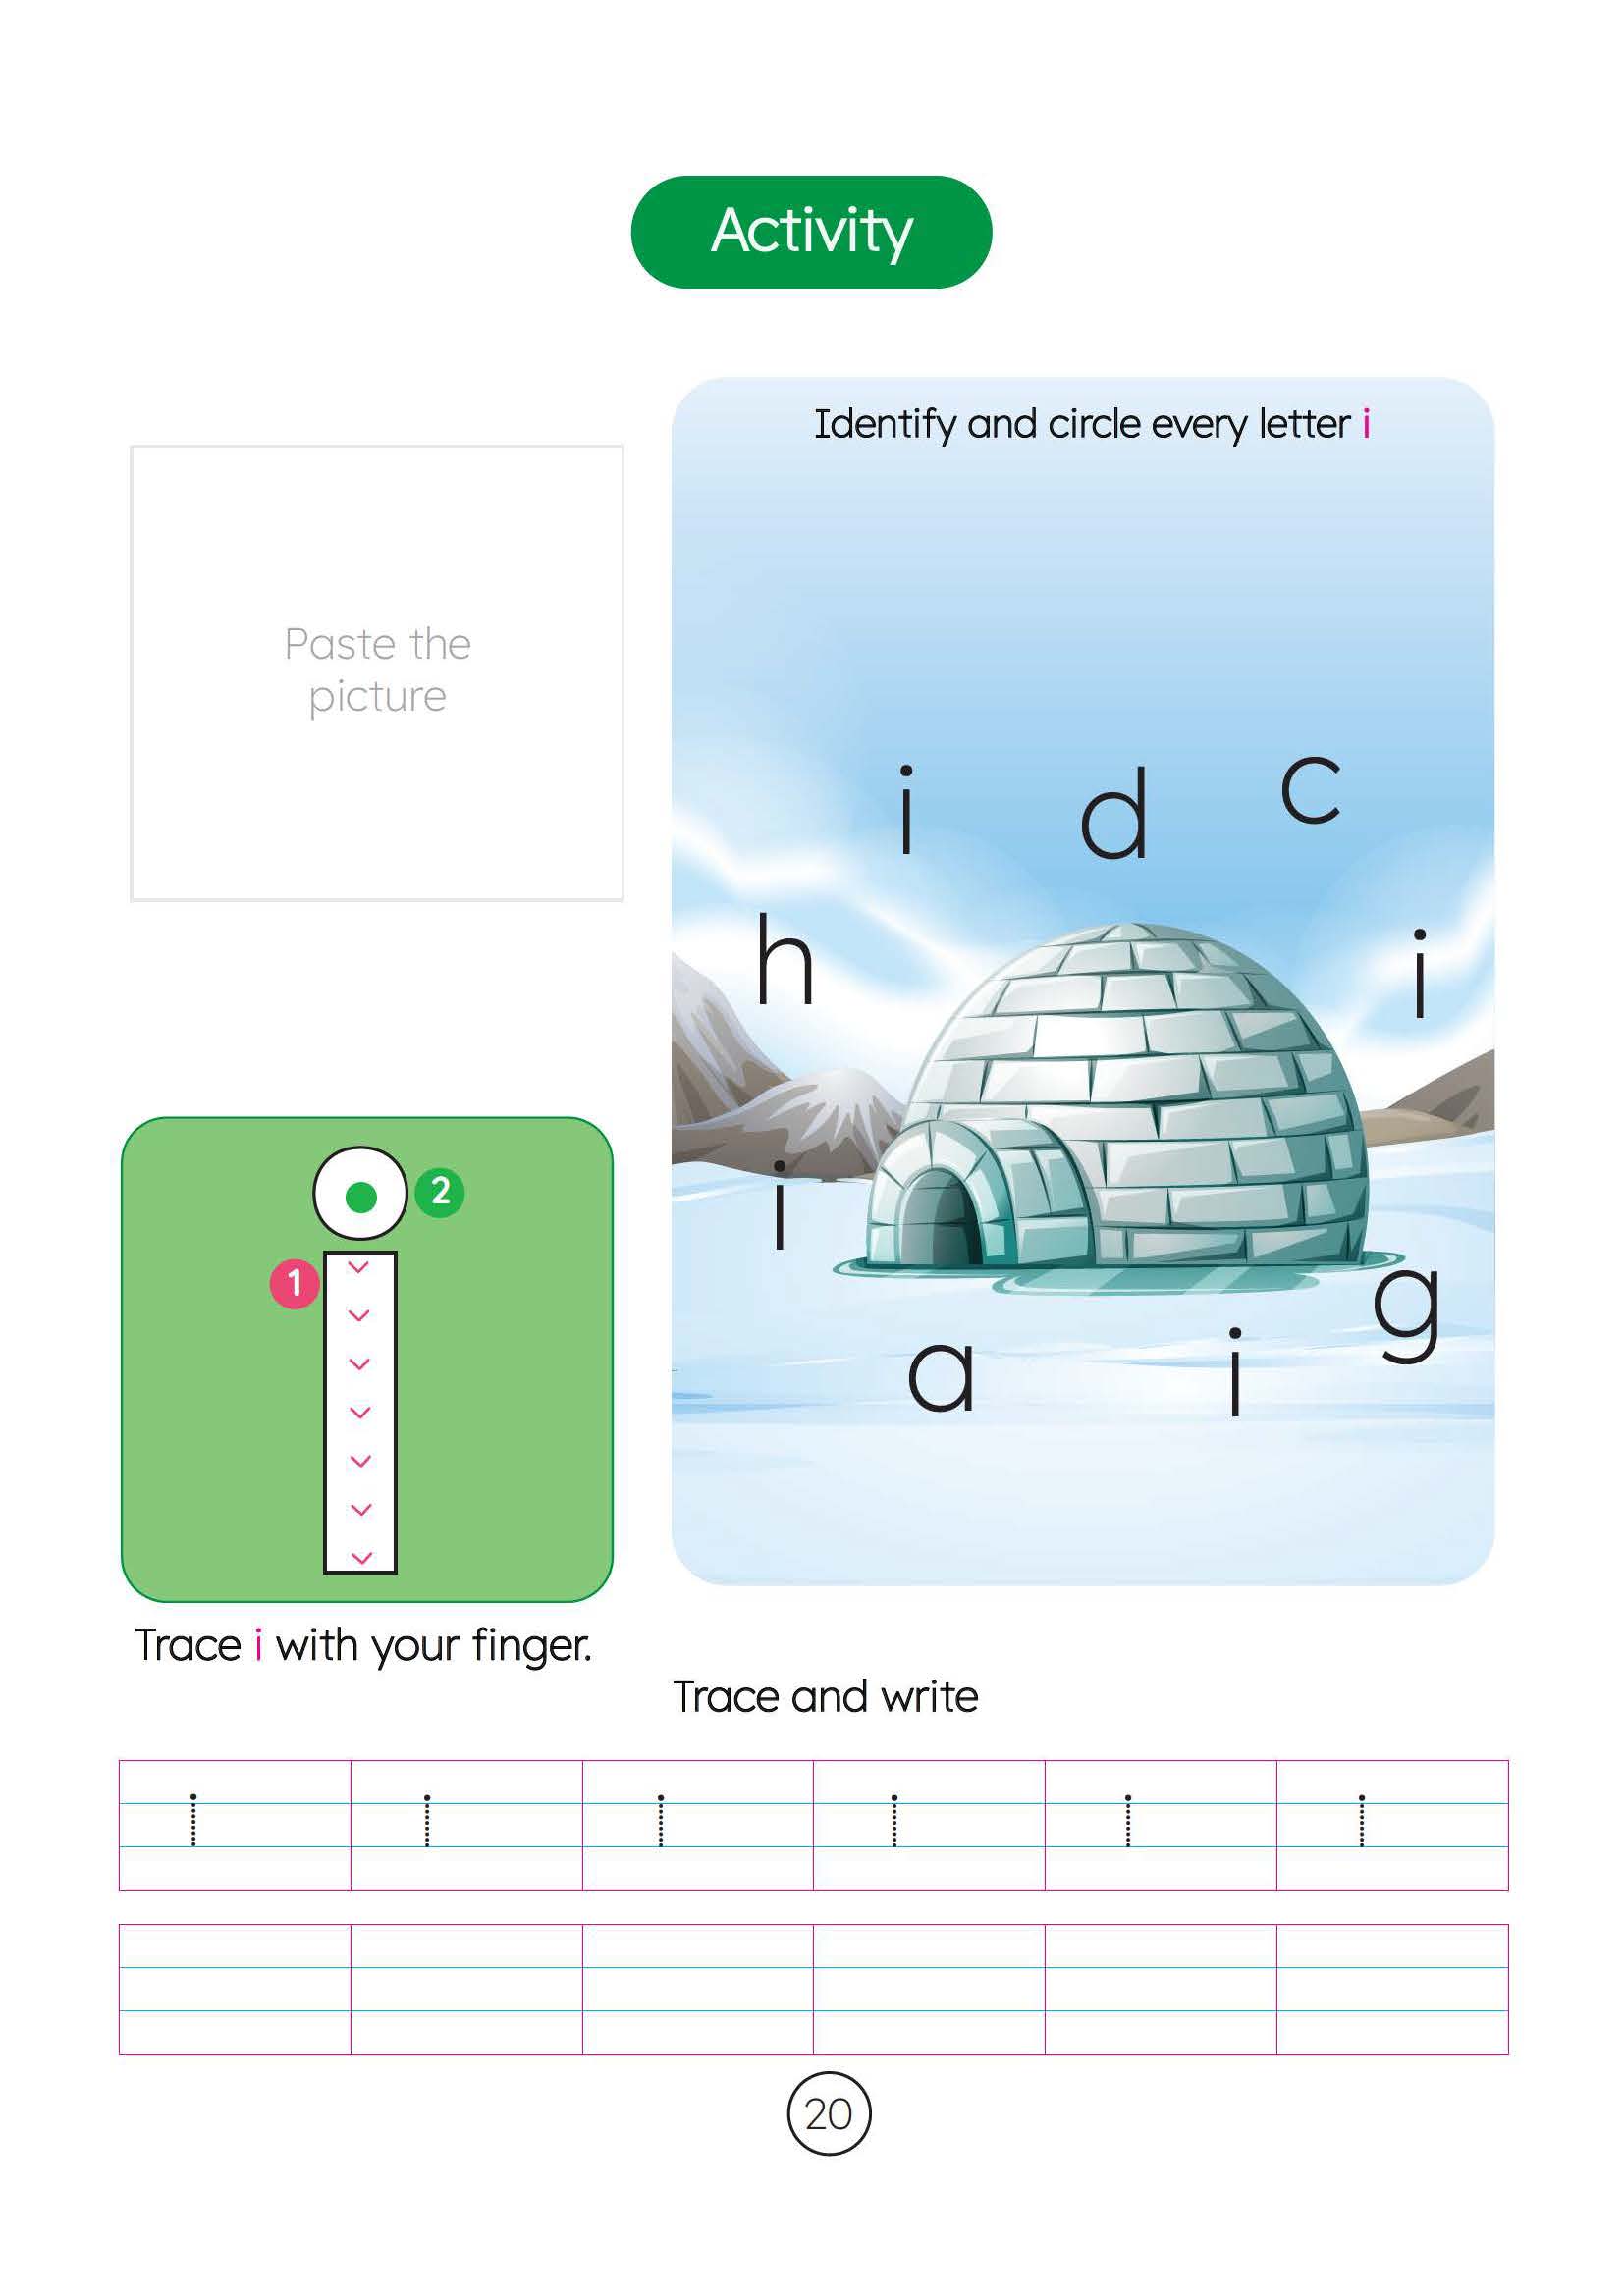 Activity
Identify and circle every letter i
Paste the
picture
i d c
h i
i
g
a i
2
1
Trace i with your finger.
Trace and write
i i i i i i
20